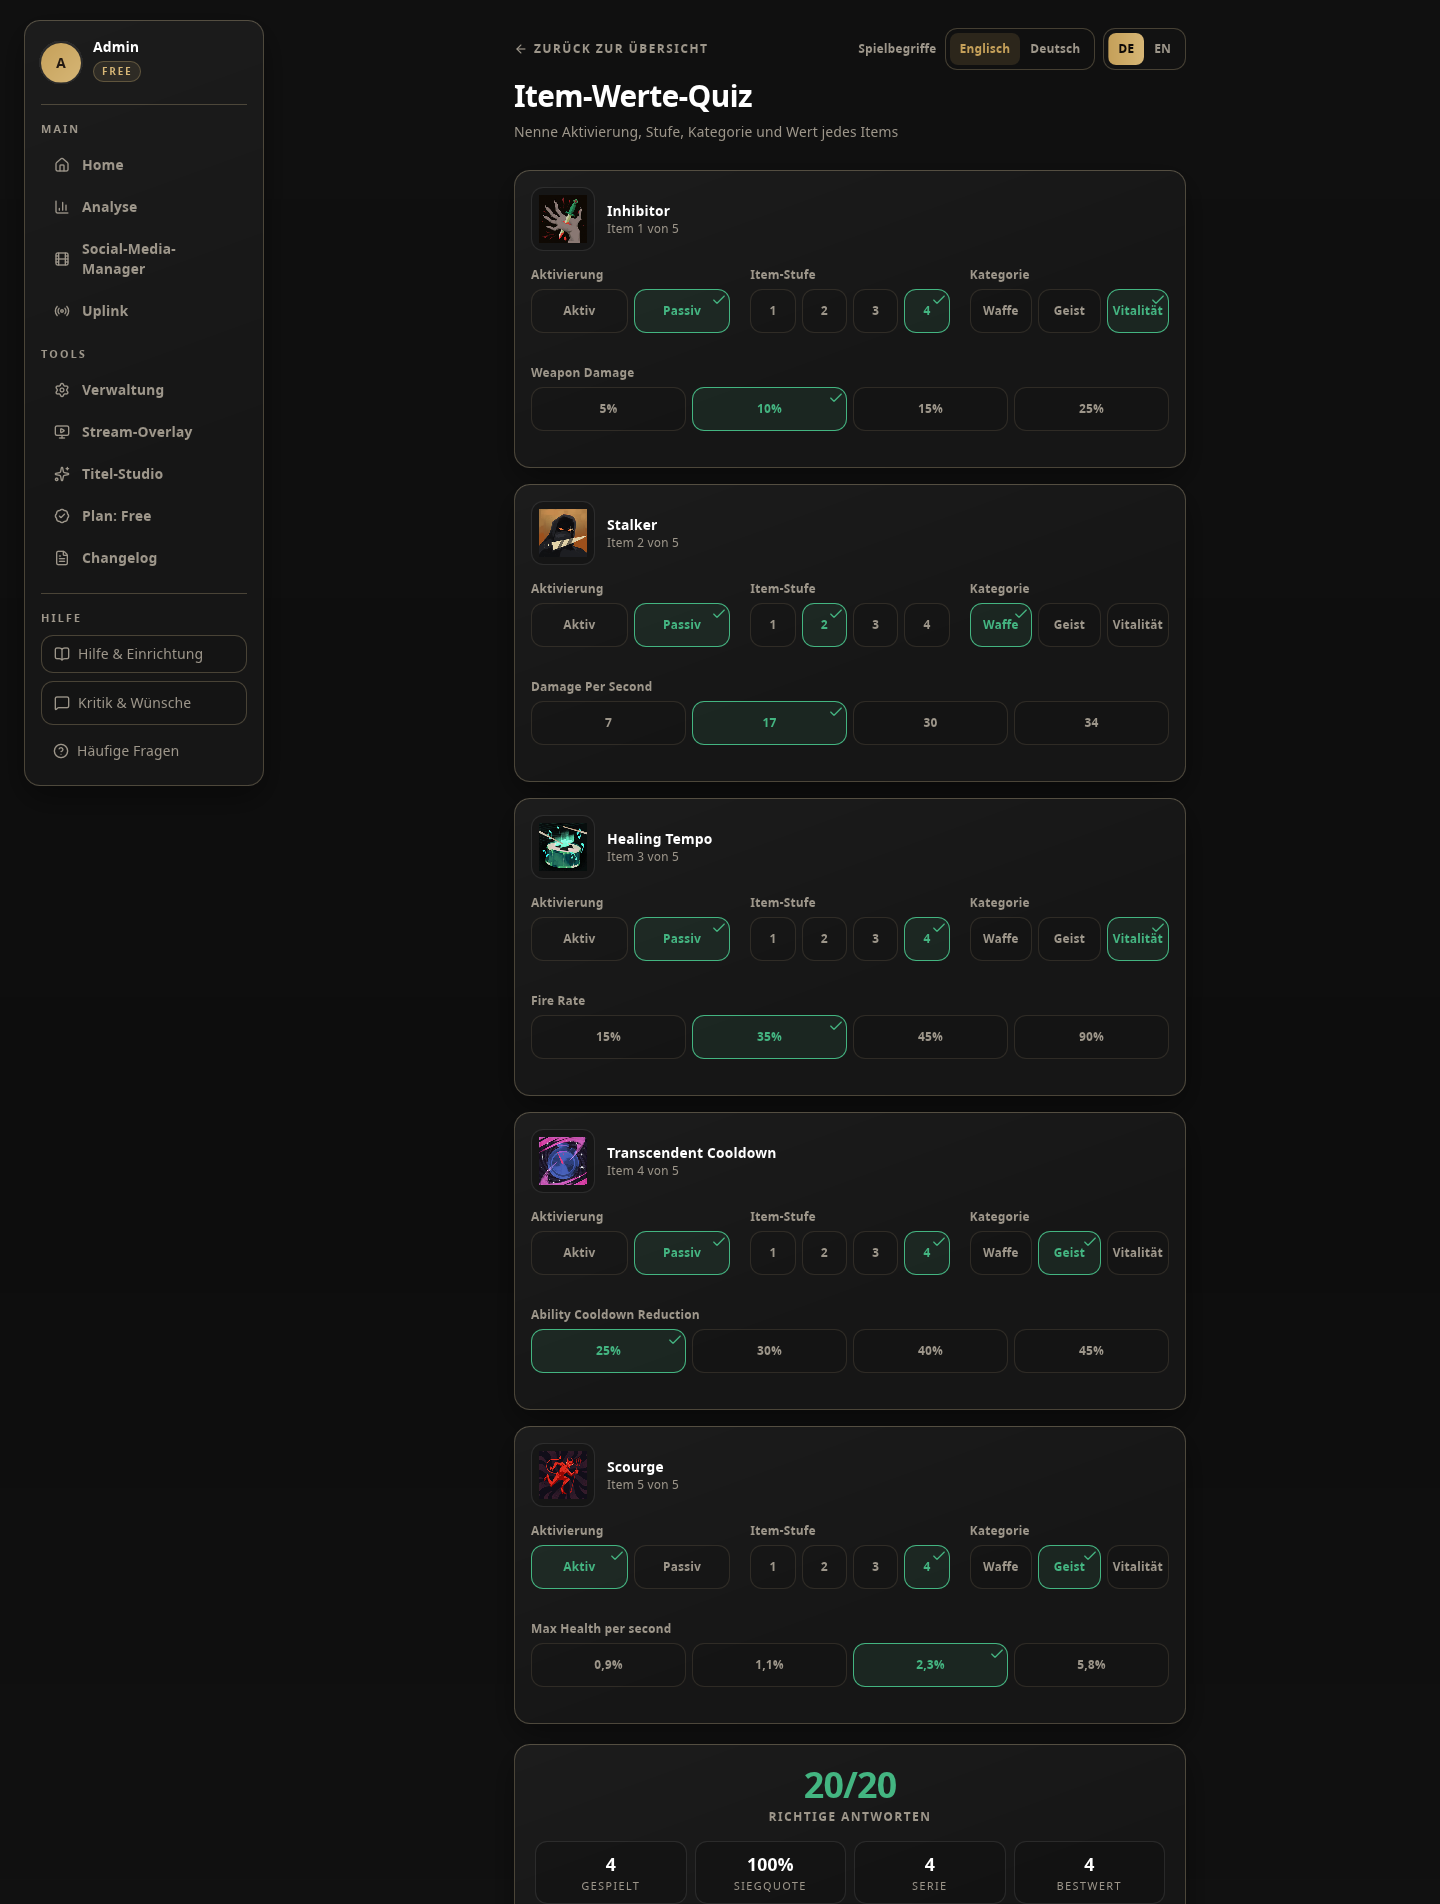 A
Admin
FREE
MAIN
Home
Analyse
Social-Media-
Manager
Uplink
TOOLS
Verwaltung
Stream-Overlay
Titel-Studio
Plan: Free
Changelog
HILFE
Hilfe & Einrichtung
Kritik & Wünsche
Häufige Fragen
ZURÜCK ZUR ÜBERSICHT
Spielbegriffe Englisch Deutsch DE EN
Item-Werte-Quiz
Nenne Aktivierung, Stufe, Kategorie und Wert jedes Items
Inhibitor
Item 1 von 5
Aktivierung Item-Stufe Kategorie
Aktiv Passiv 1 2 3 4 Waffe Geist Vitalität
Weapon Damage
5% 10% 15% 25%
Stalker
Item 2 von 5
Aktivierung Item-Stufe Kategorie
Aktiv Passiv 1 2 3 4 Waffe Geist Vitalität
Damage Per Second
7 17 30 34
Healing Tempo
Item 3 von 5
Aktivierung Item-Stufe Kategorie
Aktiv Passiv 1 2 3 4 Waffe Geist Vitalität
Fire Rate
15% 35% 45% 90%
Transcendent Cooldown
Item 4 von 5
Aktivierung Item-Stufe Kategorie
Aktiv Passiv 1 2 3 4 Waffe Geist Vitalität
Ability Cooldown Reduction
25% 30% 40% 45%
Scourge
Item 5 von 5
Aktivierung Item-Stufe Kategorie
Aktiv Passiv 1 2 3 4 Waffe Geist Vitalität
Max Health per second
0,9% 1,1% 2,3% 5,8%
20/20
RICHTIGE ANTWORTEN
4 100% 4 4
GESPIELT SIEGQUOTE SERIE BESTWERT